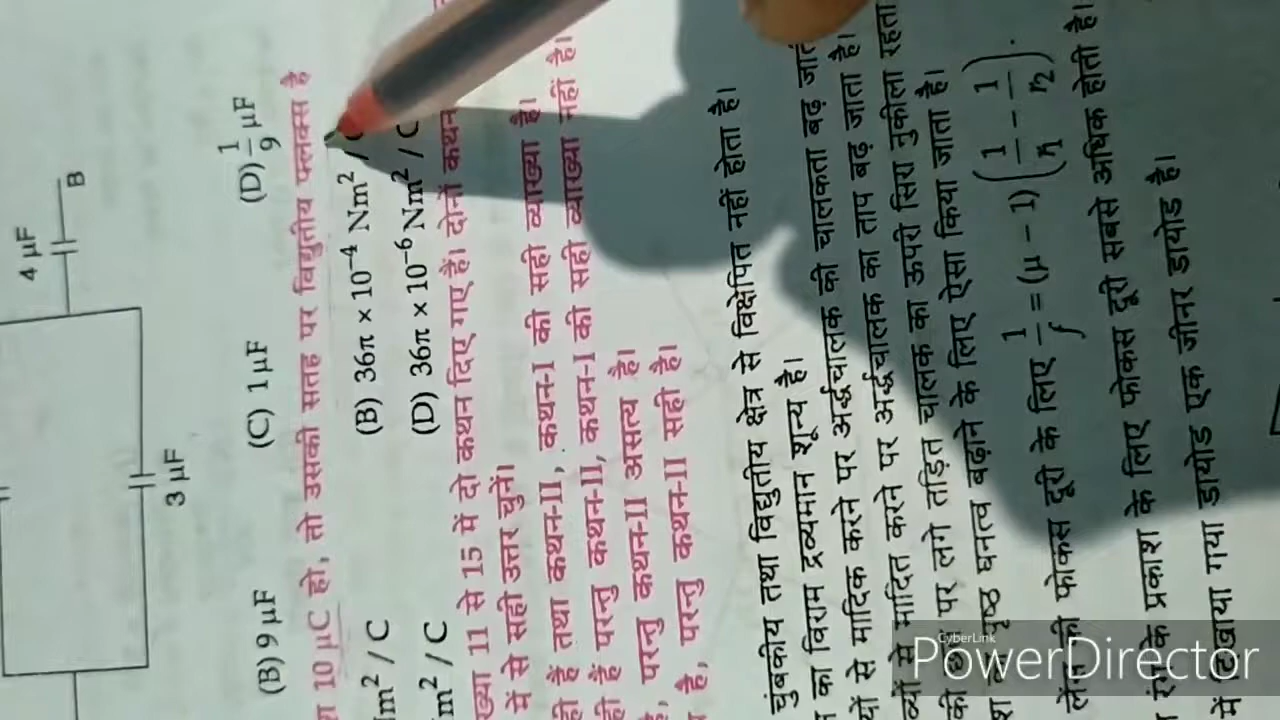 4 μF
B
3 μF
(B) 9 μF (C) 1 μF (D) 1/9 μF
10 μC हो, तो उसकी सतह पर विद्युतीय फ्लक्स है
m² / C (B) 36π × 10⁻⁴ Nm² /
m² / C (D) 36π × 10⁻⁶ Nm² / C
11 से 15 में दो कथन दिए गए हैं। दोनों कथन
में से सही उत्तर चुनें।
हैं तथा कथन-II, कथन-I की सही व्याख्या है।
हैं परन्तु कथन-II, कथन-I की सही व्याख्या नहीं है।
परन्तु कथन-II असत्य है।
है, परन्तु कथन-II सही है।
चुंबकीय तथा विद्युतीय क्षेत्र से विक्षेपित नहीं होता है।
का विराम द्रव्यमान शून्य है।
से मादित करने पर अर्द्धचालक की चालकता बढ़
से मादित करने पर अर्द्धचालक का ताप बढ़ जाता है।
की छत पर लगे तड़ित चालक का ऊपरी सिरा नुकीला रहता
पृष्ठ घनत्व बढ़ाने के लिए ऐसा किया जाता है।
लेंस की फोकस दूरी के लिए 1/f = (μ − 1) (1/r₁ − 1/r₂).
रंग के प्रकाश के लिए फोकस दूरी सबसे अधिक होती है।
में दिखाया गया डायोड एक जीनर डायोड है।
CyberLink
PowerDirector